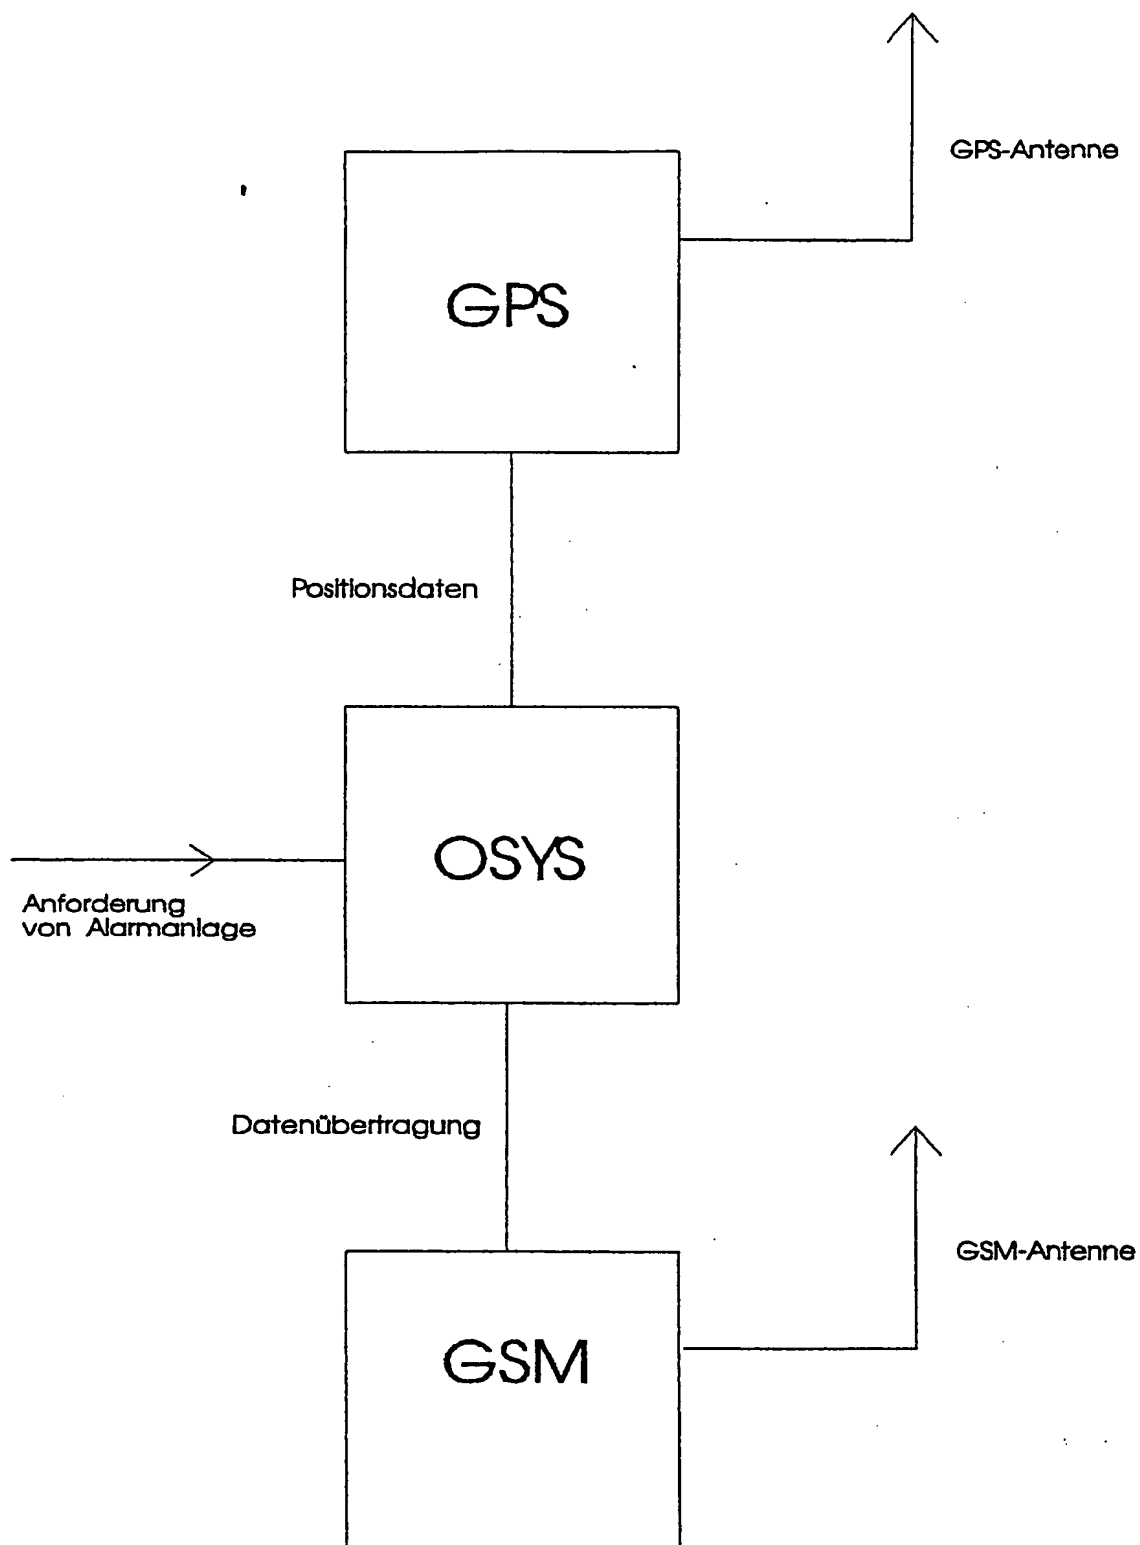 GPS-Antenne
GPS
Positionsdaten
OSYS
Anforderung
von Alarmanlage
Datenübertragung
GSM-Antenne
GSM